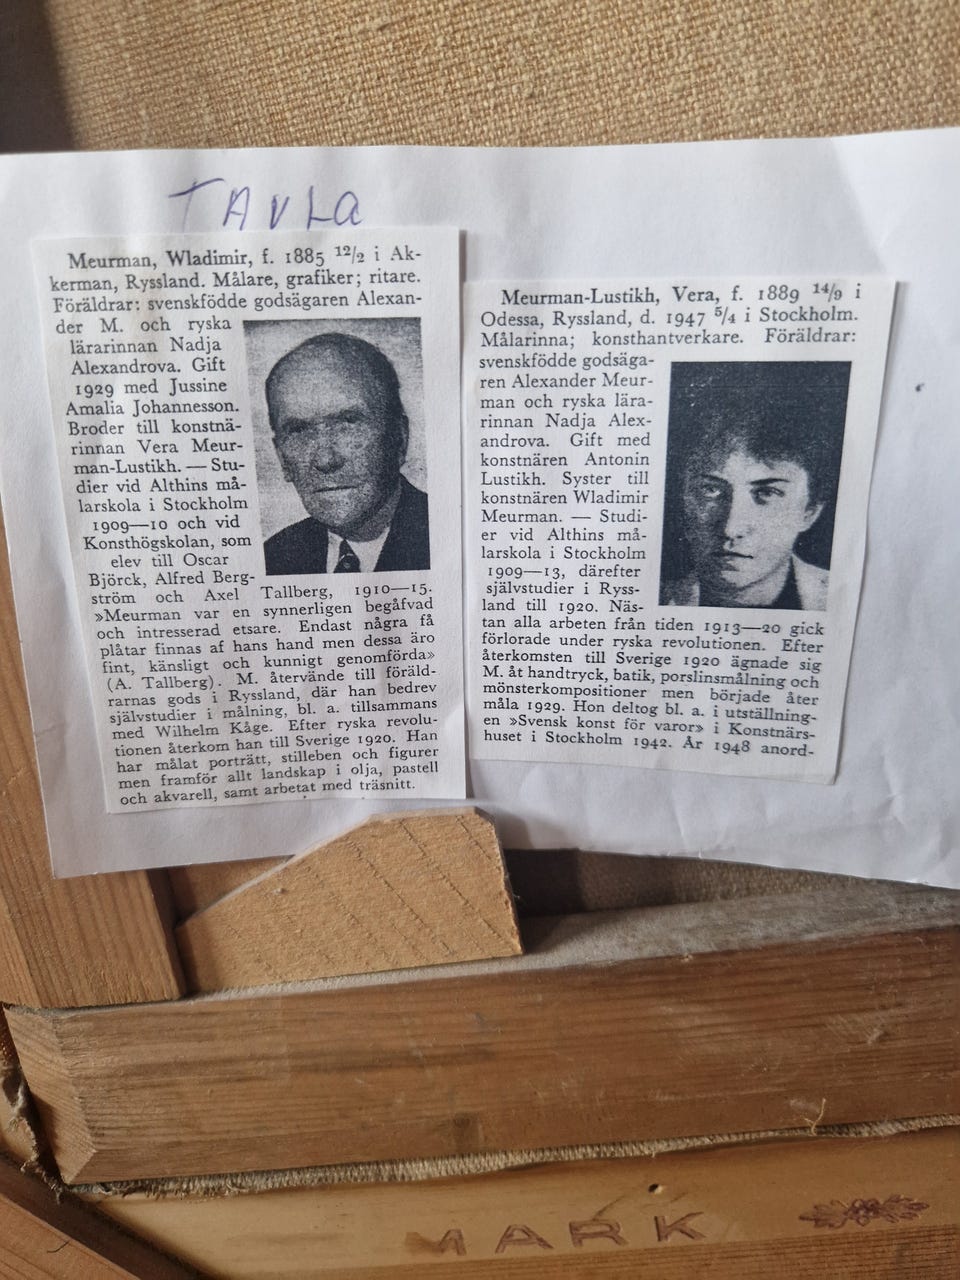 TAVLA
Meurman, Wladimir, f. 1885 12/2 i Ak-
kerman, Ryssland. Målare, grafiker; ritare.
Föräldrar: svenskfödde godsägaren Alexan-
der M. och ryska
lärarinnan Nadja
Alexandrova. Gift
1929 med Jussine
Amalia Johannesson.
Broder till konstnä-
rinnan Vera Meur-
man-Lustikh. — Stu-
dier vid Althins må-
larskola i Stockholm
1909—10 och vid
Konsthögskolan, som
elev till Oscar
Björck, Alfred Berg-
ström och Axel Tallberg, 1910—15.
»Meurman var en synnerligen begåfvad
och intresserad etsare. Endast några få
plåtar finnas af hans hand men dessa äro
fint, känsligt och kunnigt genomförda»
(A. Tallberg). M. återvände till föräld-
rarnas gods i Ryssland, där han bedrev
självstudier i målning, bl. a. tillsammans
med Wilhelm Kåge. Efter ryska revolu-
tionen återkom han till Sverige 1920. Han
har målat porträtt, stilleben och figurer
men framför allt landskap i olja, pastell
och akvarell, samt arbetat med träsnitt.
Meurman-Lustikh, Vera, f. 1889 14/9 i
Odessa, Ryssland, d. 1947 5/4 i Stockholm.
Målarinna; konsthantverkare. Föräldrar:
svenskfödde godsäga-
ren Alexander Meur-
man och ryska lära-
rinnan Nadja Alex-
androva. Gift med
konstnären Antonin
Lustikh. Syster till
konstnären Wladimir
Meurman. — Studi-
er vid Althins må-
larskola i Stockholm
1909—13, därefter
självstudier i Ryss-
land till 1920. Näs-
tan alla arbeten från tiden 1913—20 gick
förlorade under ryska revolutionen. Efter
återkomsten till Sverige 1920 ägnade sig
M. åt handtryck, batik, porslinsmålning och
mönsterkompositioner men började åter
måla 1929. Hon deltog bl. a. i utställning-
en »Svensk konst för varor» i Konstnärs-
huset i Stockholm 1942. År 1948 anord-
MARK